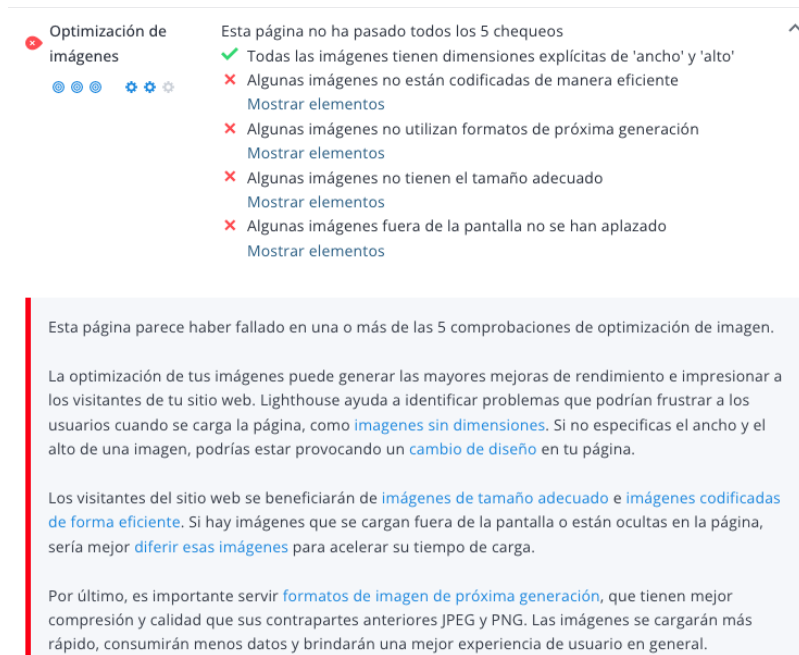 Optimización de
imágenes
Esta página no ha pasado todos los 5 chequeos
Todas las imágenes tienen dimensiones explícitas de 'ancho' y 'alto'
Algunas imágenes no están codificadas de manera eficiente
Mostrar elementos
Algunas imágenes no utilizan formatos de próxima generación
Mostrar elementos
Algunas imágenes no tienen el tamaño adecuado
Mostrar elementos
Algunas imágenes fuera de la pantalla no se han aplazado
Mostrar elementos
Esta página parece haber fallado en una o más de las 5 comprobaciones de optimización de imagen.
La optimización de tus imágenes puede generar las mayores mejoras de rendimiento e impresionar a
los visitantes de tu sitio web. Lighthouse ayuda a identificar problemas que podrían frustrar a los
usuarios cuando se carga la página, como imagenes sin dimensiones. Si no especificas el ancho y el
alto de una imagen, podrías estar provocando un cambio de diseño en tu página.
Los visitantes del sitio web se beneficiarán de imágenes de tamaño adecuado e imágenes codificadas
de forma eficiente. Si hay imágenes que se cargan fuera de la pantalla o están ocultas en la página,
sería mejor diferir esas imágenes para acelerar su tiempo de carga.
Por último, es importante servir formatos de imagen de próxima generación, que tienen mejor
compresión y calidad que sus contrapartes anteriores JPEG y PNG. Las imágenes se cargarán más
rápido, consumirán menos datos y brindarán una mejor experiencia de usuario en general.